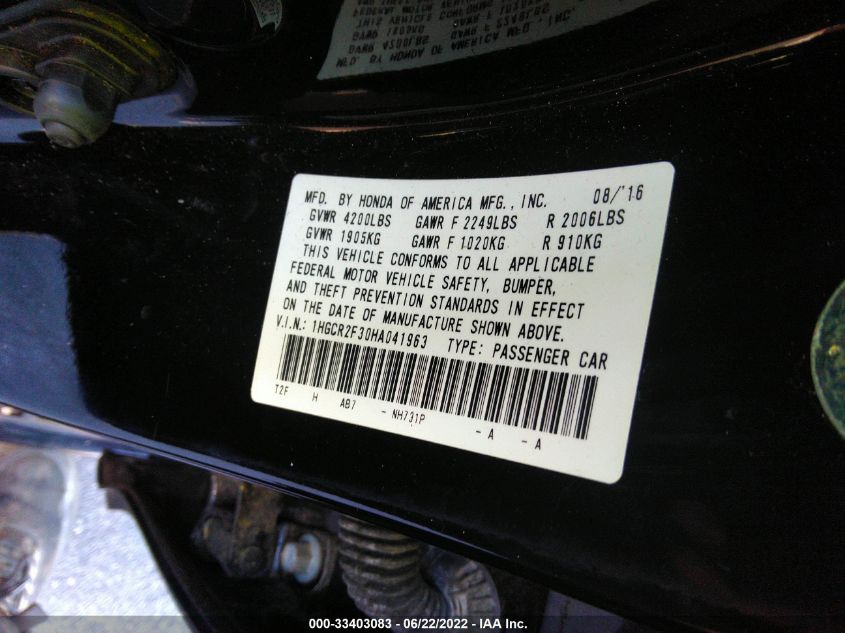 MFD. BY HONDA OF AMERICA MFG., INC. 08/'16
GVWR 4200LBS GAWR F 2249LBS R 2006LBS
GVWR 1905KG GAWR F 1020KG R 910KG
THIS VEHICLE CONFORMS TO ALL APPLICABLE
FEDERAL MOTOR VEHICLE SAFETY, BUMPER,
AND THEFT PREVENTION STANDARDS IN EFFECT
ON THE DATE OF MANUFACTURE SHOWN ABOVE.
V.I.N.: 1HGCR2F30HA041963 TYPE: PASSENGER CAR
T2F H AB7 - NH731P - A - A
000-33403083 - 06/22/2022 - IAA Inc.